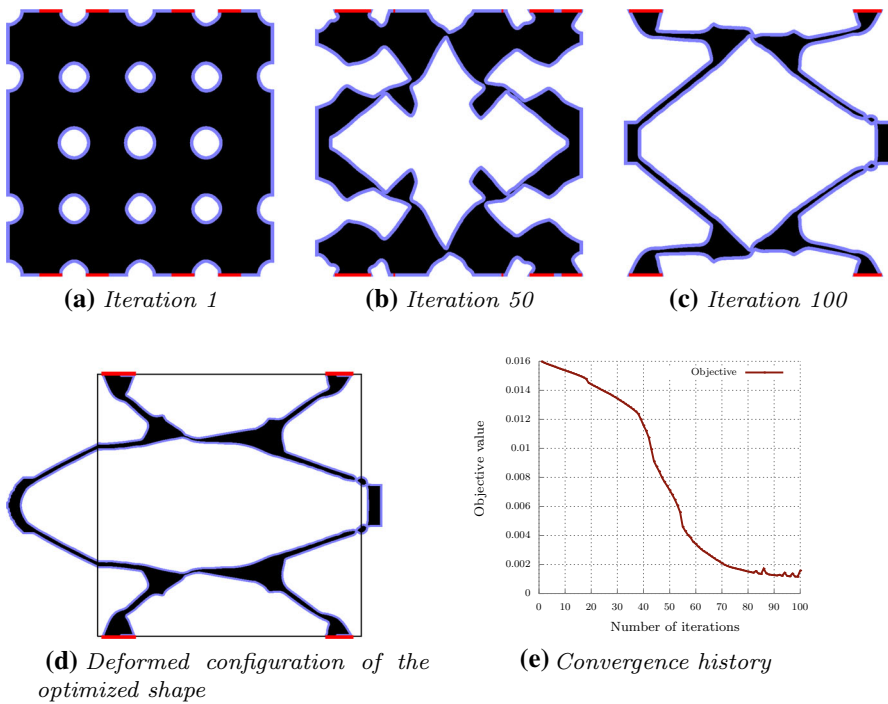 (a) Iteration 1
(b) Iteration 50
(c) Iteration 100
(d) Deformed configuration of the
optimized shape
0.016
0.014
0.012
0.01
0.008
0.006
0.004
0.002
0
Objective value
Objective
0 10 20 30 40 50 60 70 80 90 100
Number of iterations
(e) Convergence history